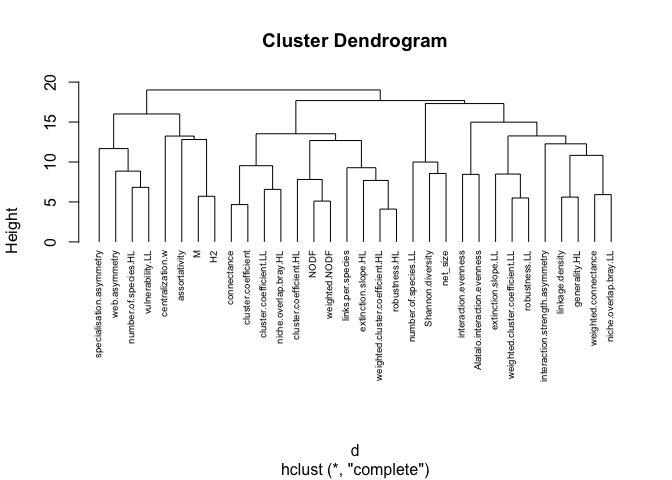 Cluster Dendrogram
Height
20
15
10
5
0
specialisation.asymmetry
web.asymmetry
number.of.species.HL
vulnerability.LL
centralization.w
assortativity
M
H2
connectance
cluster.coefficient
cluster.coefficient.LL
niche.overlap.bray.HL
cluster.coefficient.HL
NODF
weighted.NODF
links.per.species
extinction.slope.HL
weighted.cluster.coefficient.HL
robustness.HL
number.of.species.LL
Shannon.diversity
net_size
interaction.evenness
Alatalo.interaction.evenness
extinction.slope.LL
weighted.cluster.coefficient.LL
robustness.LL
interaction.strength.asymmetry
linkage.density
generality.HL
weighted.connectance
niche.overlap.bray.LL
d
hclust (*, "complete")